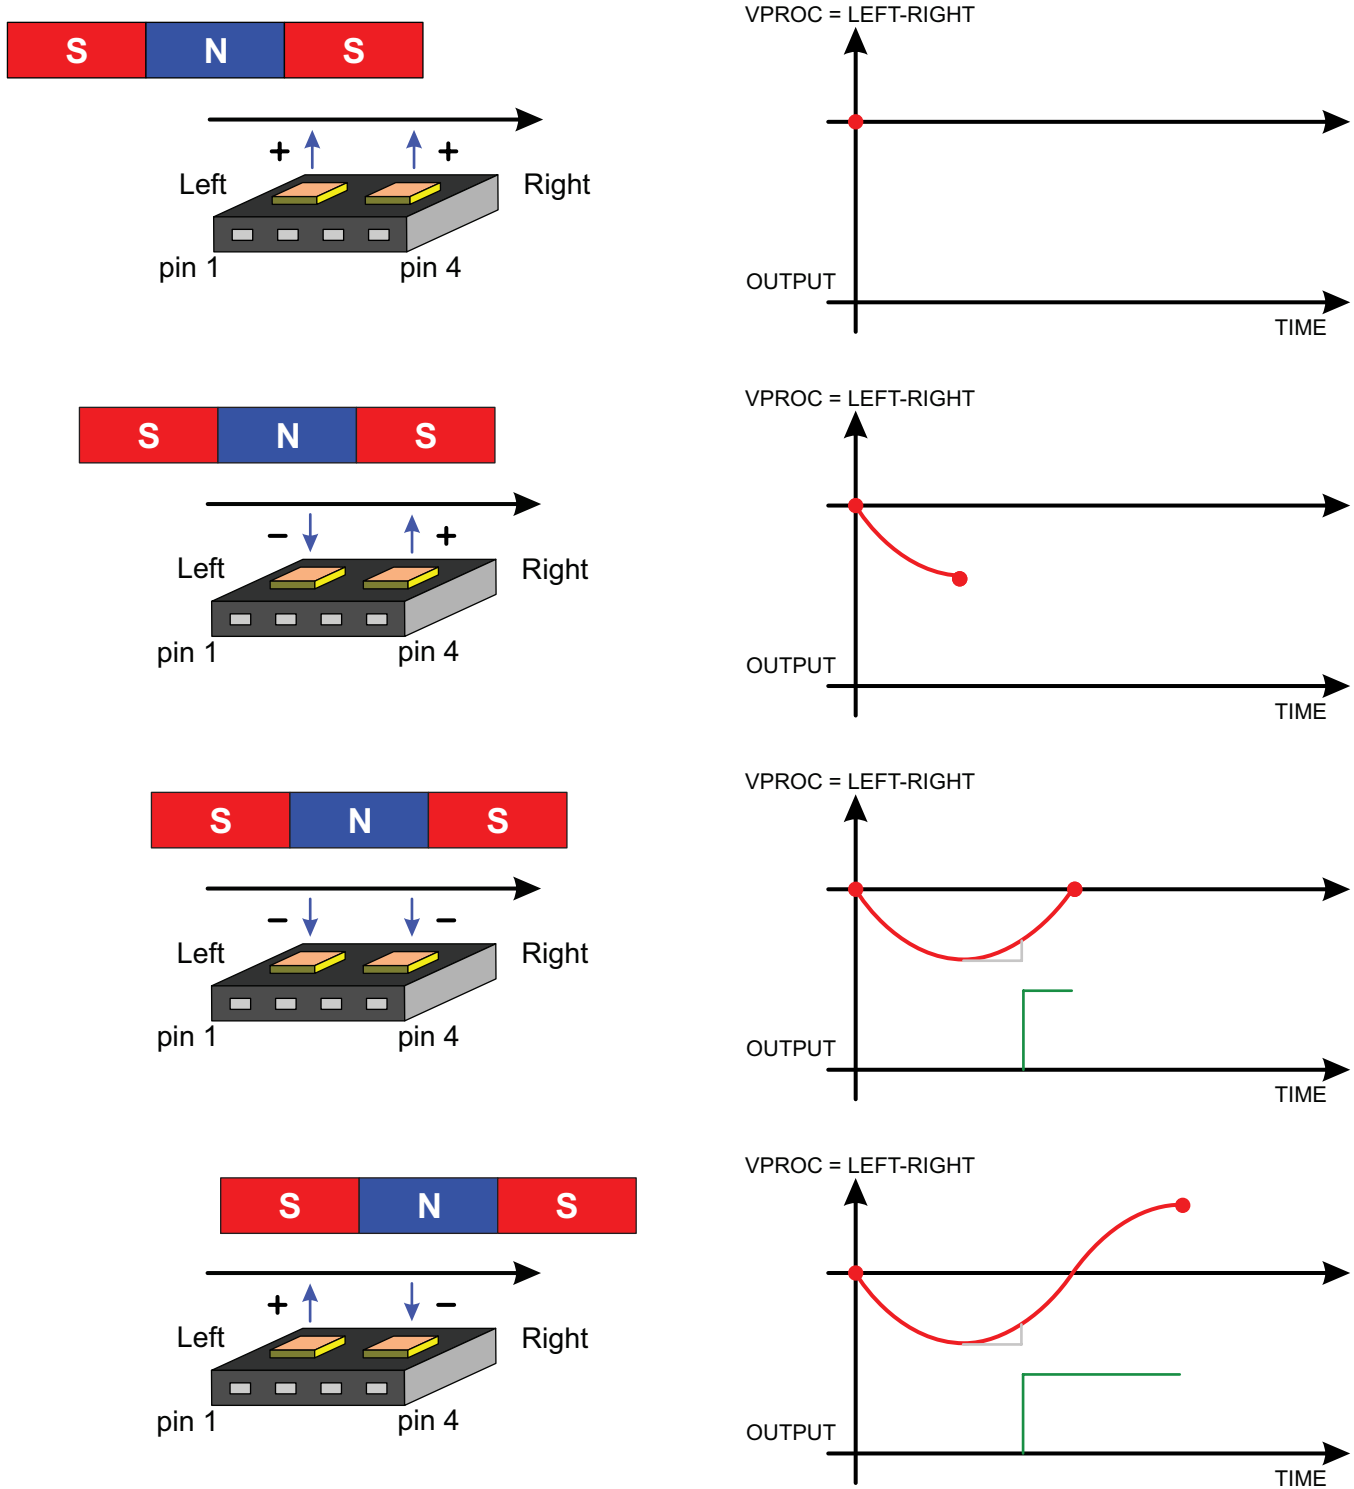 VPROC = LEFT-RIGHT
S N S
+ +
Left Right
pin 1 pin 4
OUTPUT
TIME
VPROC = LEFT-RIGHT
S N S
– +
Left Right
pin 1 pin 4
OUTPUT
TIME
VPROC = LEFT-RIGHT
S N S
– –
Left Right
pin 1 pin 4
OUTPUT
TIME
VPROC = LEFT-RIGHT
S N S
+ –
Left Right
pin 1 pin 4
OUTPUT
TIME